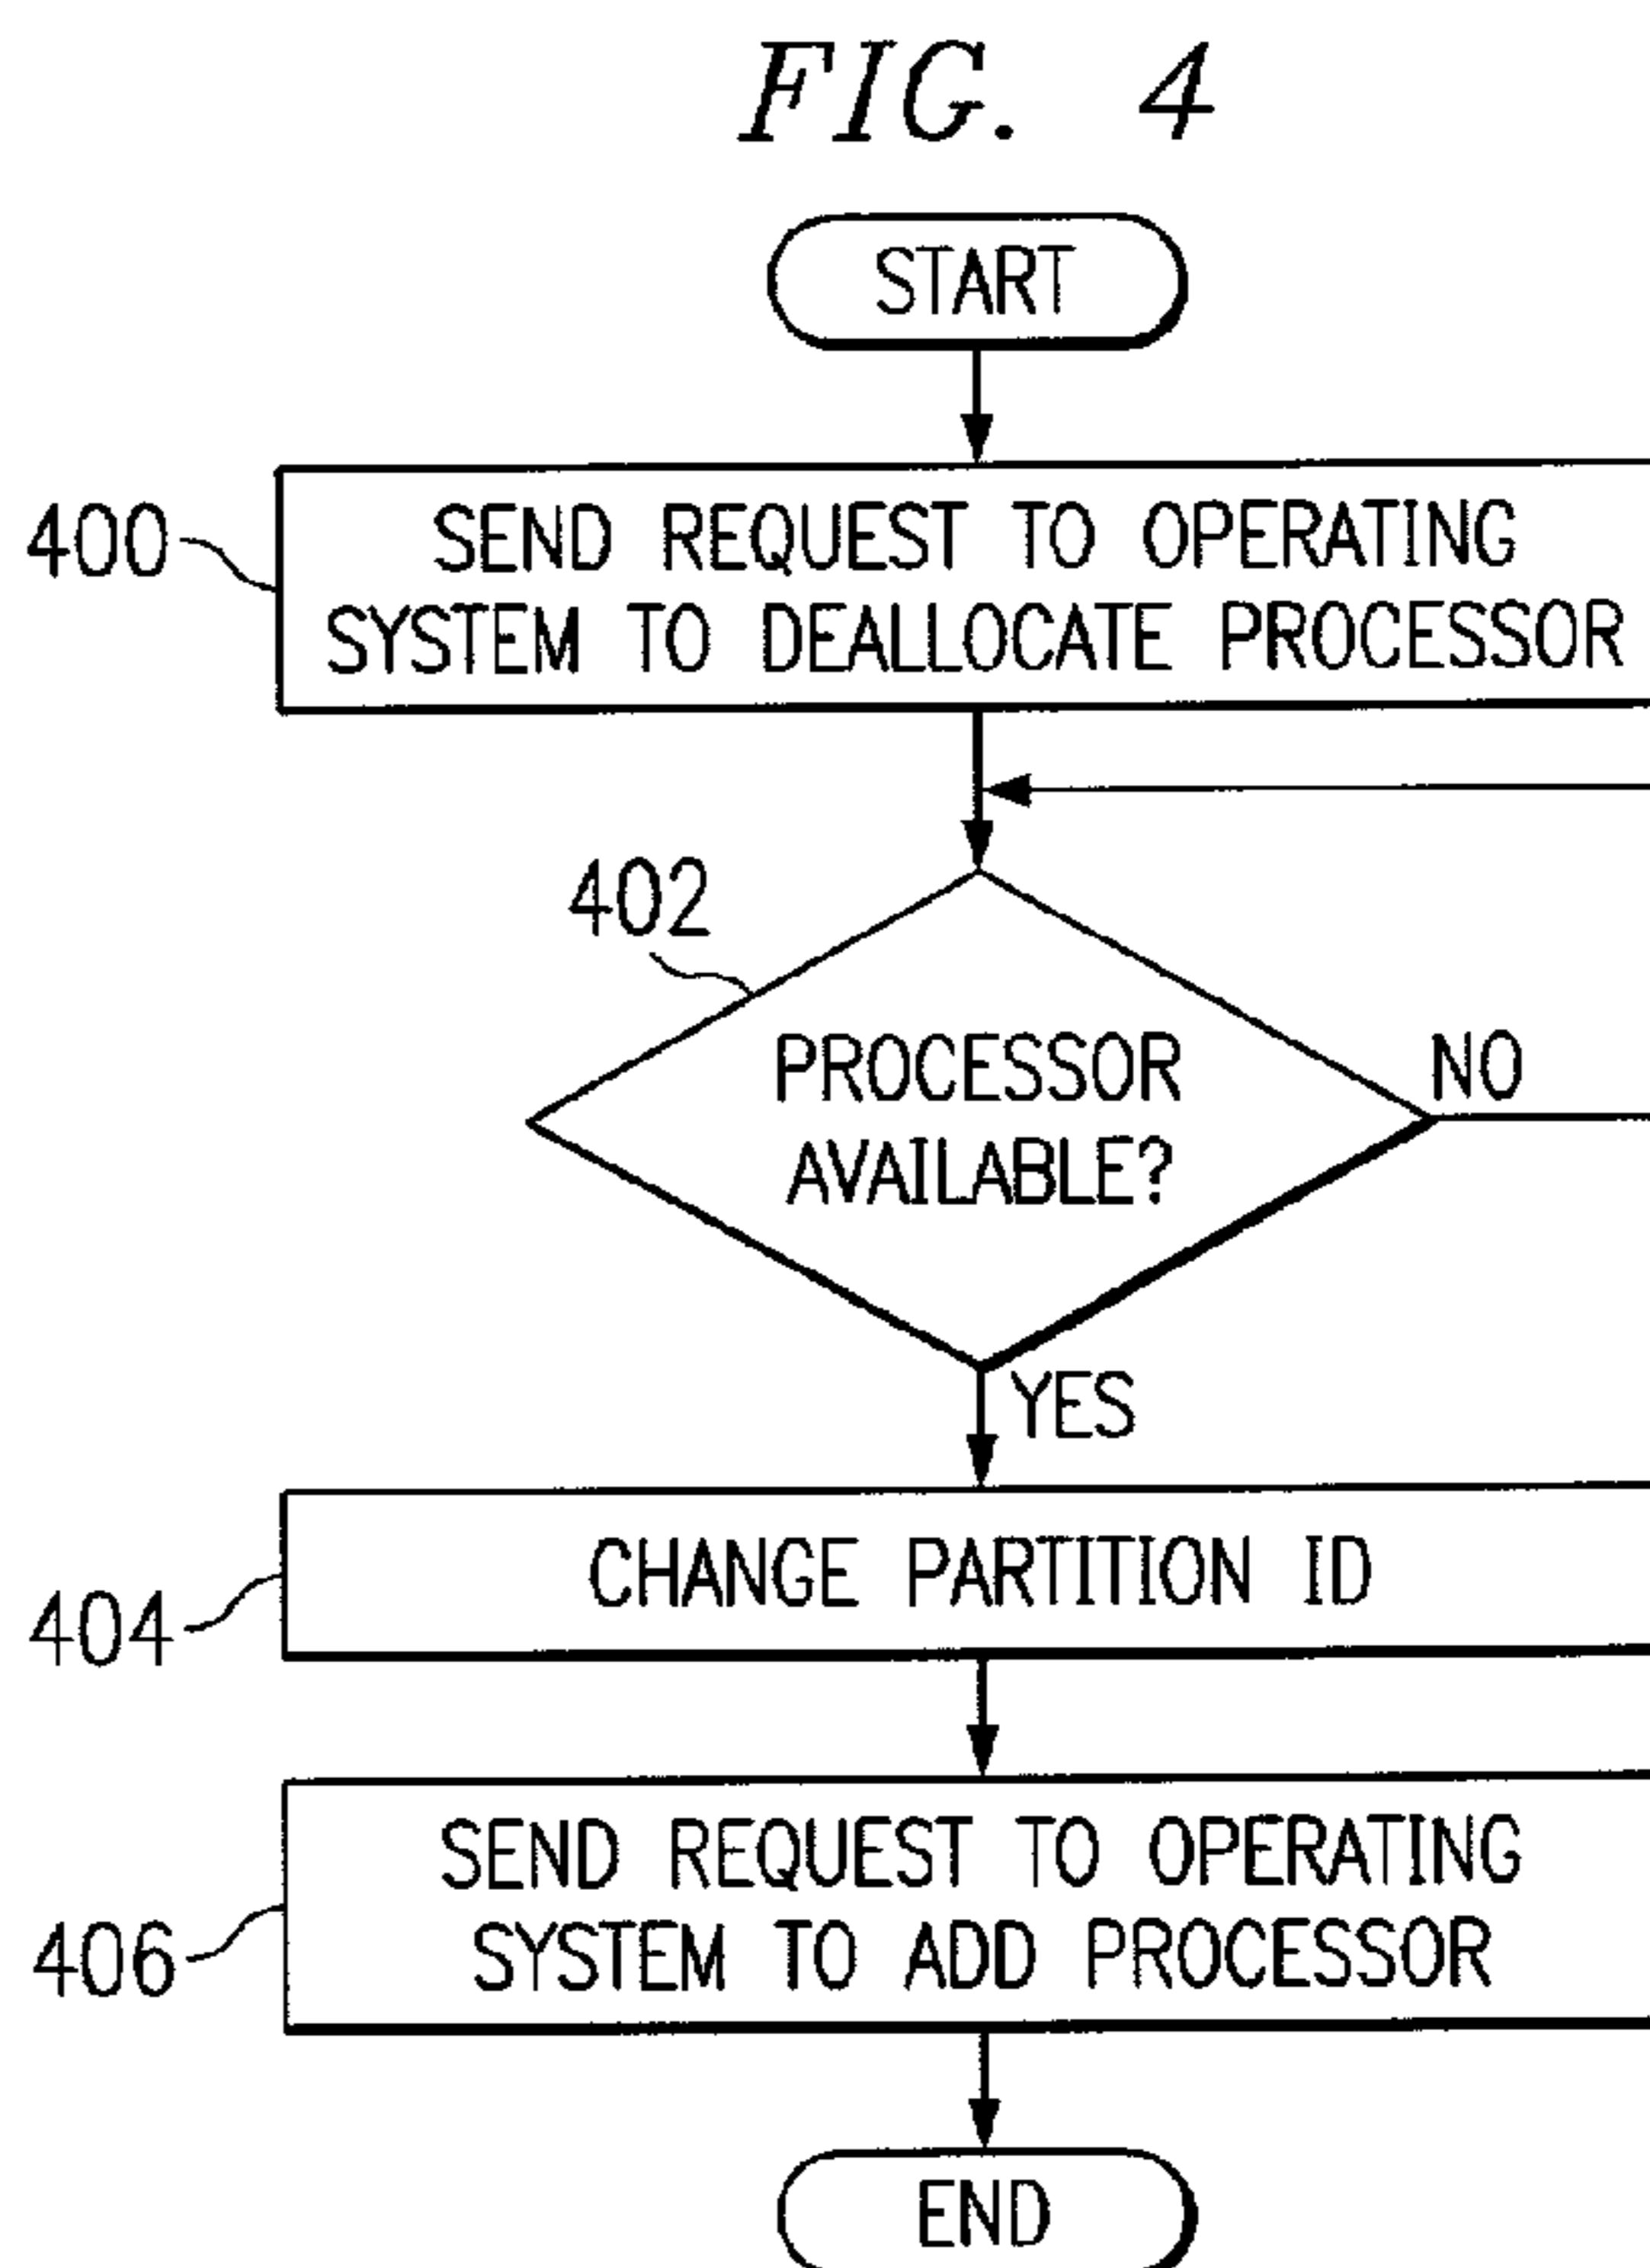 FIG. 4
START
400
SEND REQUEST TO OPERATING
SYSTEM TO DEALLOCATE PROCESSOR
402
PROCESSOR
AVAILABLE?
NO
YES
404
CHANGE PARTITION ID
406
SEND REQUEST TO OPERATING
SYSTEM TO ADD PROCESSOR
END